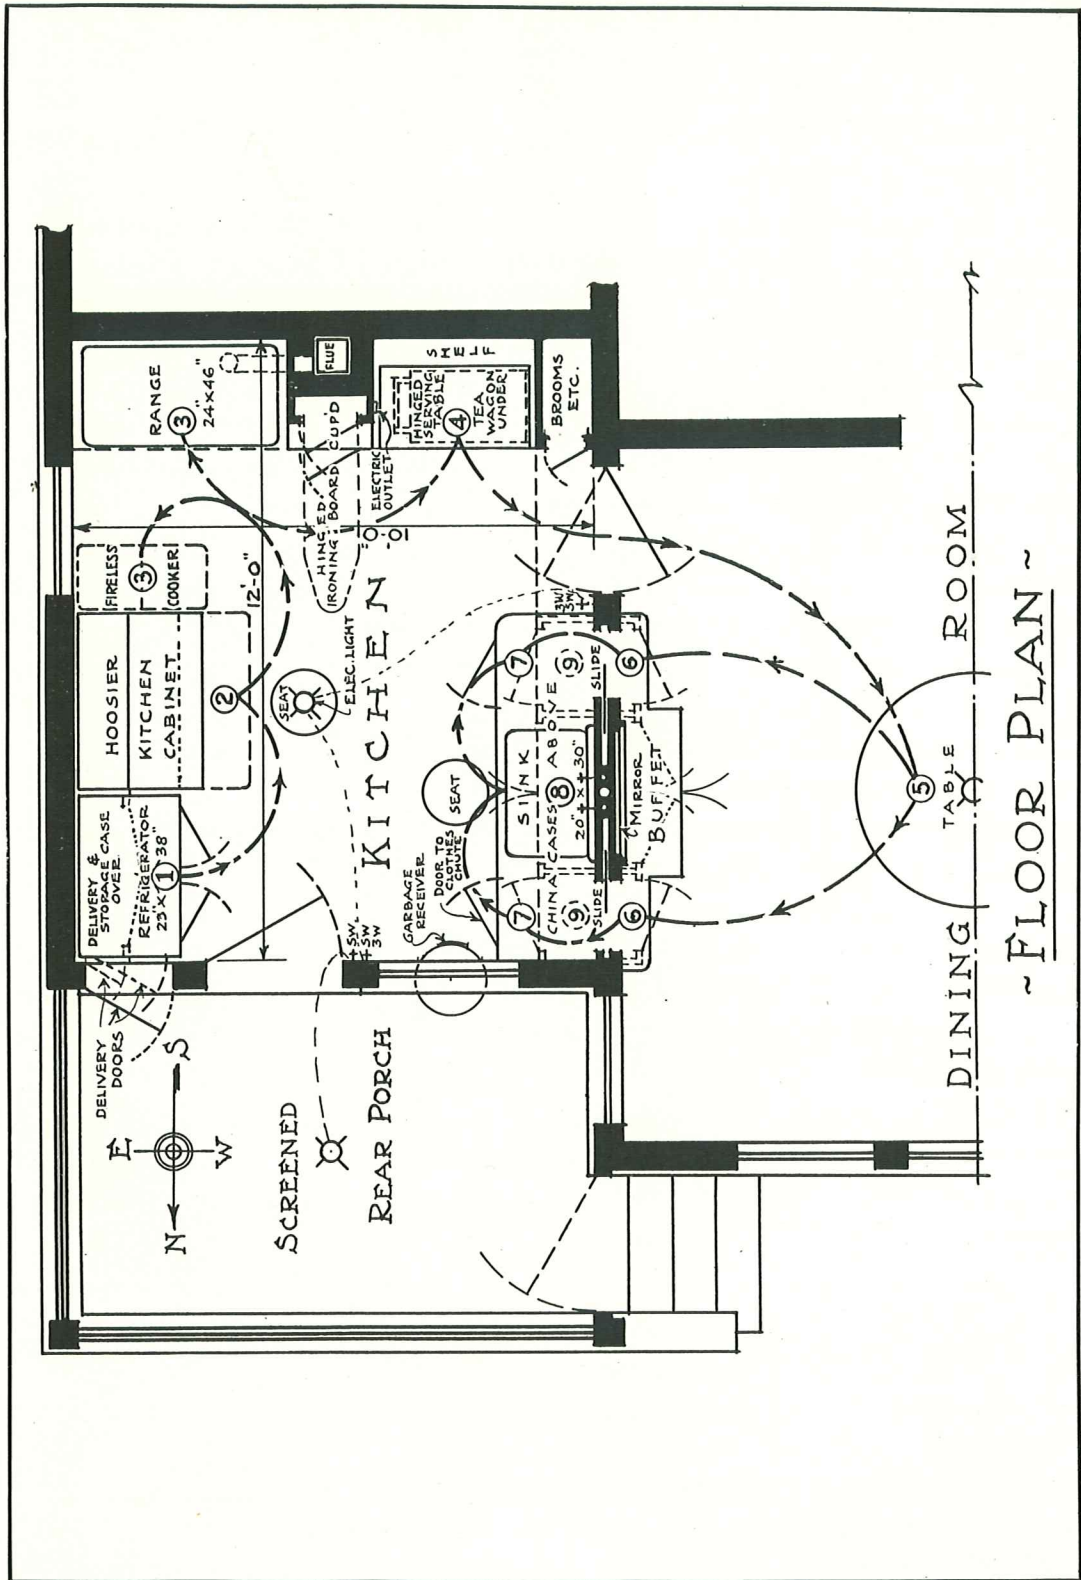 DELIVERY &
STORAGE CASE
OVER
REFRIGERATOR
23" X 38"
1
HOOSIER
KITCHEN
CABINET
2
FIRELESS
3
COOKER
RANGE
3
24X46"
12'-0"
FLUE
HINGED
IRONING BOARD CUP'D
ELECTRIC
OUTLET
10'-0"
SHELF
HINGED
SERVING
TABLE
4
TEA
WAGON
UNDER
BROOMS
ETC.
SEAT
ELEC. LIGHT
KITCHEN
SEAT
DOOR TO
CLOTHES
CHUTE
GARBAGE
RECEIVER
SW
SW
3W
3W
3W
SINK
8
20" X 30"
CHINA CASES ABOVE
7
7
9
9
SLIDE
SLIDE
6
6
MIRROR
BUFFET
DELIVERY
DOORS
N
S
E
W
SCREENED
REAR PORCH
5
TABLE
DINING ROOM
~FLOOR PLAN~